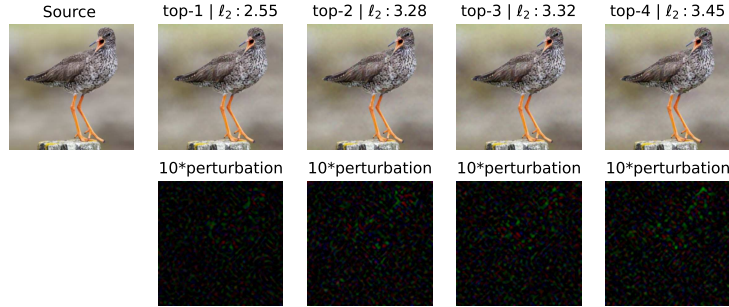 Source
top-1 | ℓ₂ : 2.55
top-2 | ℓ₂ : 3.28
top-3 | ℓ₂ : 3.32
top-4 | ℓ₂ : 3.45
10*perturbation
10*perturbation
10*perturbation
10*perturbation